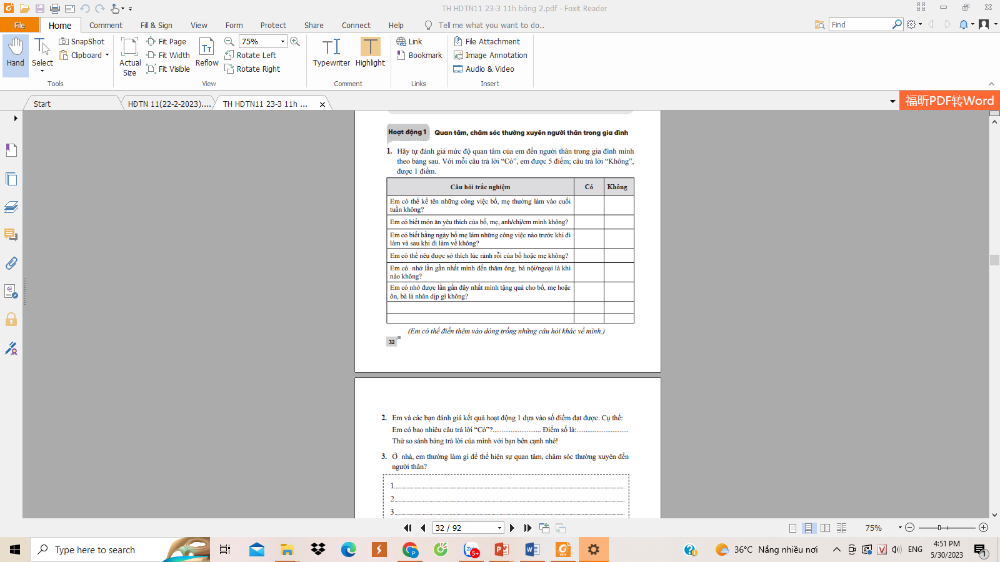 TH HDTN11 23-3 11h bông 2.pdf - Foxit Reader
File
Home
Comment
Fill & Sign
View
Form
Protect
Share
Connect
Help
Tell me what you want to do..
Find
Hand
Select
SnapShot
Clipboard
Tools
Actual
Size
Fit Page
Fit Width
Fit Visible
Reflow
75%
Rotate Left
Rotate Right
View
Typewriter
Highlight
Comment
Link
Bookmark
Links
File Attachment
Image Annotation
Audio & Video
Insert
Start
HĐTN 11(22-2-2023)....
TH HDTN11 23-3 11h ...
福昕PDF转Word
Hoạt động 1 Quan tâm, chăm sóc thường xuyên người thân trong gia đình
1. Hãy tự đánh giá mức độ quan tâm của em đến người thân trong gia đình mình
theo bảng sau. Với mỗi câu trả lời “Có”, em được 5 điểm; câu trả lời “Không”,
được 1 điểm.
Câu hỏi trắc nghiệm Có Không
Em có thể kể tên những công việc bố, mẹ thường làm vào cuối
tuần không?
Em có biết món ăn yêu thích của bố, mẹ, anh/chị/em mình không?
Em có biết hằng ngày bố mẹ làm những công việc nào trước khi đi
làm và sau khi đi làm về không?
Em có thể nêu được sở thích lúc rảnh rỗi của bố hoặc mẹ không?
Em có nhớ lần gần nhất mình đến thăm ông, bà nội/ngoại là khi
nào không?
Em có nhớ được lần gần đây nhất mình tặng quà cho bố, mẹ hoặc
ôn, bà là nhân dịp gì không?
(Em có thể điền thêm vào dòng trống những câu hỏi khác về mình.)
32
2. Em và các bạn đánh giá kết quả hoạt động 1 dựa vào số điểm đạt được. Cụ thể:
Em có bao nhiêu câu trả lời “Có”?........................... Điểm số là:.............................
Thử so sánh bảng trả lời của mình với bạn bên cạnh nhé!
3. Ở nhà, em thường làm gì để thể hiện sự quan tâm, chăm sóc thường xuyên đến
người thân?
1
2
3
32 / 92
75%
Type here to search
5+
36°C Nắng nhiều nơi
ENG
4:51 PM
5/30/2023
1